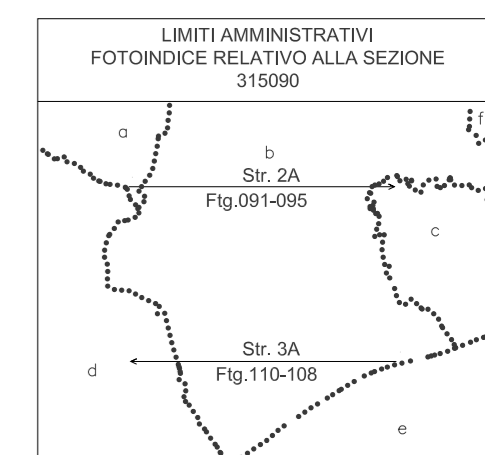 LIMITI AMMINISTRATIVI
FOTOINDICE RELATIVO ALLA SEZIONE
315090
a
b
f
Str. 2A
Ftg.091-095
c
Str. 3A
d
Ftg.110-108
e